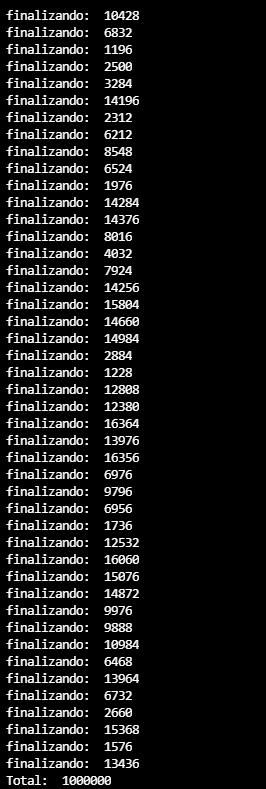 finalizando:  10428
finalizando:  6832
finalizando:  1196
finalizando:  2500
finalizando:  3284
finalizando:  14196
finalizando:  2312
finalizando:  6212
finalizando:  8548
finalizando:  6524
finalizando:  1976
finalizando:  14284
finalizando:  14376
finalizando:  8016
finalizando:  4032
finalizando:  7924
finalizando:  14256
finalizando:  15804
finalizando:  14660
finalizando:  14984
finalizando:  2884
finalizando:  1228
finalizando:  12808
finalizando:  12380
finalizando:  16364
finalizando:  13976
finalizando:  16356
finalizando:  6976
finalizando:  9796
finalizando:  6956
finalizando:  1736
finalizando:  12532
finalizando:  16060
finalizando:  15076
finalizando:  14872
finalizando:  9976
finalizando:  9888
finalizando:  10984
finalizando:  6468
finalizando:  13964
finalizando:  6732
finalizando:  2660
finalizando:  15368
finalizando:  1576
finalizando:  13436
Total:  1000000